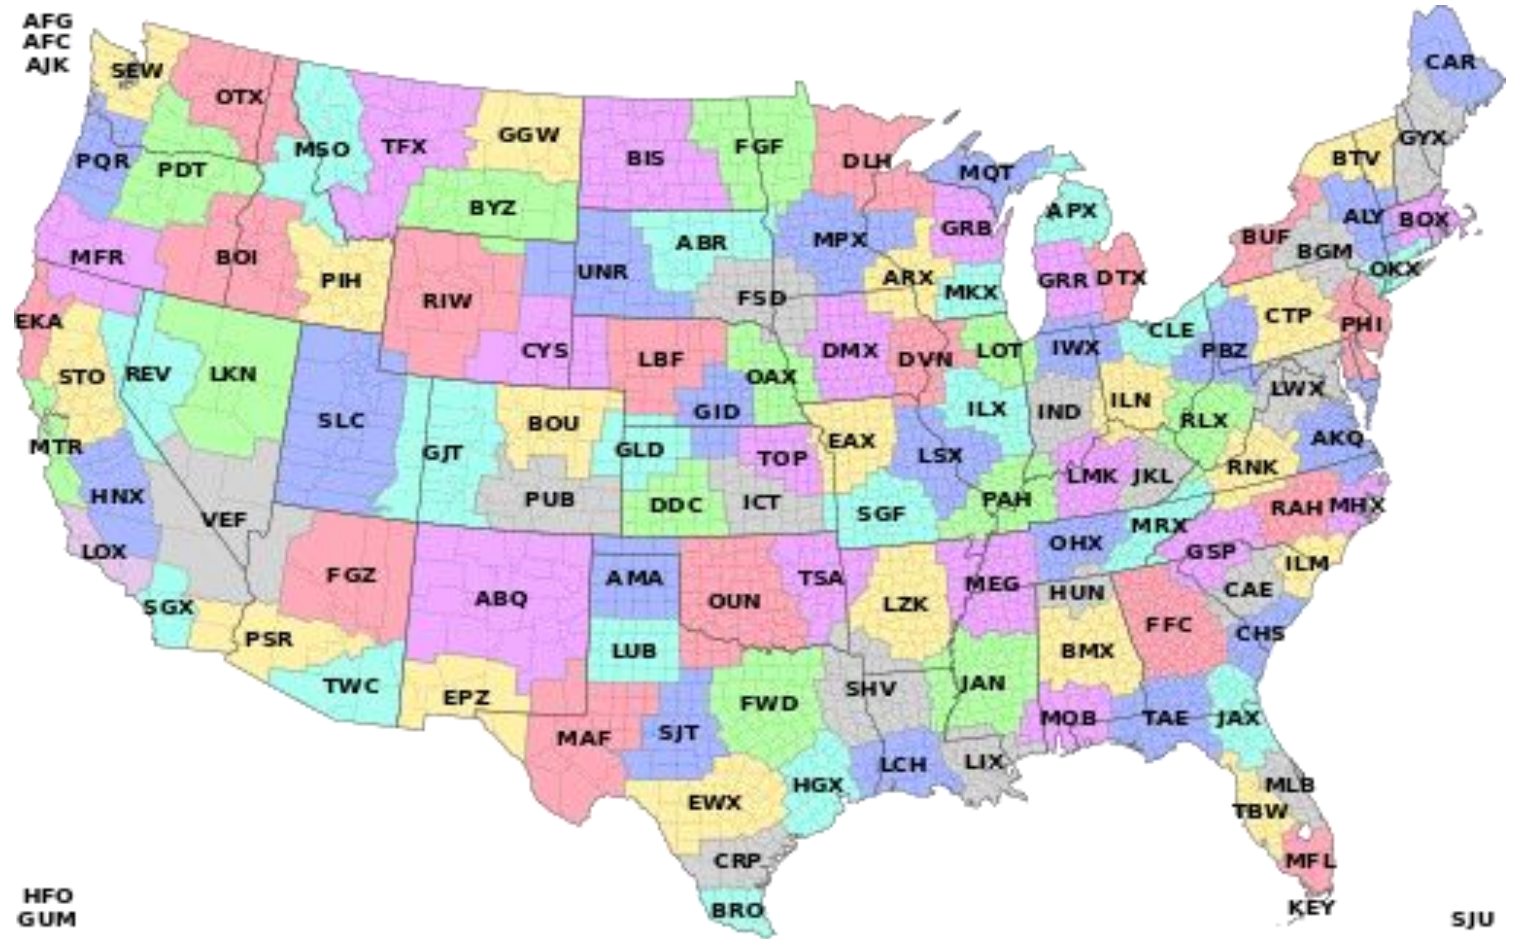 AFG
AFC
AJK
SEW
OTX
MSO
TFX
GGW
BIS
FGF
DLH
MQT
CAR
GYX
BTV
PQR
PDT
BYZ
ABR
MPX
GRB
APX
ALY
BOX
MFR
BOI
PIH
RIW
UNR
FSD
ARX
MKX
GRR
DTX
BUF
BGM
OKX
EKA
STO
REV
LKN
SLC
CYS
LBF
OAX
DMX
DVN
LOT
IWX
CLE
PBZ
CTP
PHI
GJT
BOU
GLD
GID
TOP
EAX
LSX
ILX
IND
ILN
RLX
LWX
AKQ
MTR
HNX
VEF
PUB
DDC
ICT
SGF
PAH
LMK
JKL
RNK
RAH
MHX
LOX
SGX
FGZ
ABQ
AMA
OUN
TSA
LZK
MEG
OHX
MRX
GSP
ILM
HUN
CAE
CHS
PSR
TWC
EPZ
LUB
FWD
SHV
JAN
BMX
FFC
MAF
SJT
HGX
LCH
LIX
MOB
TAE
JAX
EWX
CRP
BRO
MLB
TBW
MFL
KEY
HFO
GUM
SJU